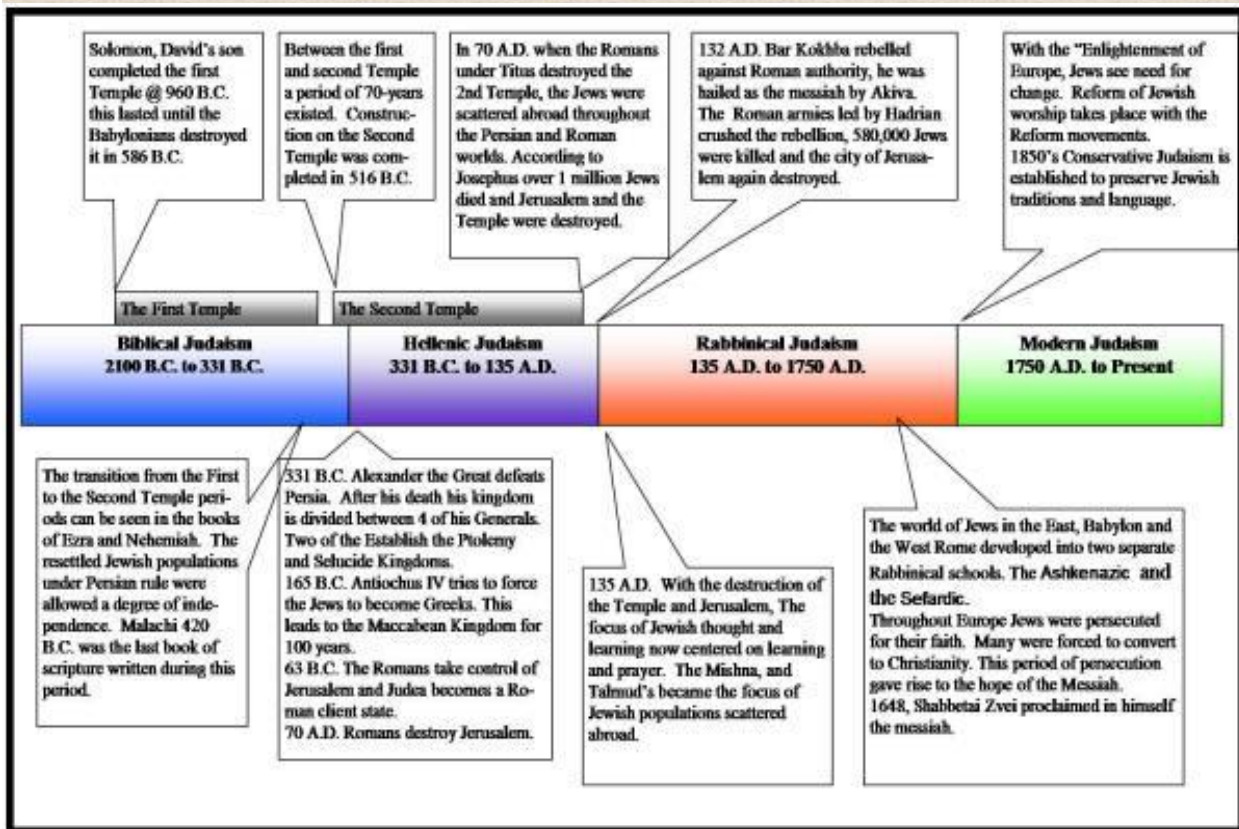 Solomon, David's son
completed the first
Temple @ 960 B.C.
this lasted until the
Babylonians destroyed
it in 586 B.C.
Between the first
and second Temple
a period of 70-years
existed. Construc-
tion on the Second
Temple was com-
pleted in 516 B.C.
In 70 A.D. when the Romans
under Titus destroyed the
2nd Temple, the Jews were
scattered abroad throughout
the Persian and Roman
worlds. According to
Josephus over 1 million Jews
died and Jerusalem and the
Temple were destroyed.
132 A.D. Bar Kokhba rebelled
against Roman authority, he was
hailed as the messiah by Akiva.
The Roman armies led by Hadrian
crushed the rebellion, 580,000 Jews
were killed and the city of Jerusa-
lem again destroyed.
With the "Enlightenment of
Europe, Jews see need for
change. Reform of Jewish
worship takes place with the
Reform movements.
1850's Conservative Judaism is
established to preserve Jewish
traditions and language.
The First Temple
The Second Temple
Biblical Judaism
2100 B.C. to 331 B.C.
Hellenic Judaism
331 B.C. to 135 A.D.
Rabbinical Judaism
135 A.D. to 1750 A.D.
Modern Judaism
1750 A.D. to Present
The transition from the First
to the Second Temple peri-
ods can be seen in the books
of Ezra and Nehemiah. The
resettled Jewish populations
under Persian rule were
allowed a degree of inde-
pendence. Malachi 420
B.C. was the last book of
scripture written during this
period.
331 B.C. Alexander the Great defeats
Persia. After his death his kingdom
is divided between 4 of his Generals.
Two of the Establish the Ptolemy
and Selucide Kingdoms.
165 B.C. Antiochus IV tries to force
the Jews to become Greeks. This
leads to the Maccabean Kingdom for
100 years.
63 B.C. The Romans take control of
Jerusalem and Judea becomes a Ro-
man client state.
70 A.D. Romans destroy Jerusalem.
135 A.D. With the destruction of
the Temple and Jerusalem, The
focus of Jewish thought and
learning now centered on learning
and prayer. The Mishna, and
Talmud's became the focus of
Jewish populations scattered
abroad.
The world of Jews in the East, Babylon and
the West Rome developed into two separate
Rabbinical schools. The Ashkenazic and
the Sefardic.
Throughout Europe Jews were persecuted
for their faith. Many were forced to convert
to Christianity. This period of persecution
gave rise to the hope of the Messiah.
1648, Shabbetai Zvei proclaimed in himself
the messiah.